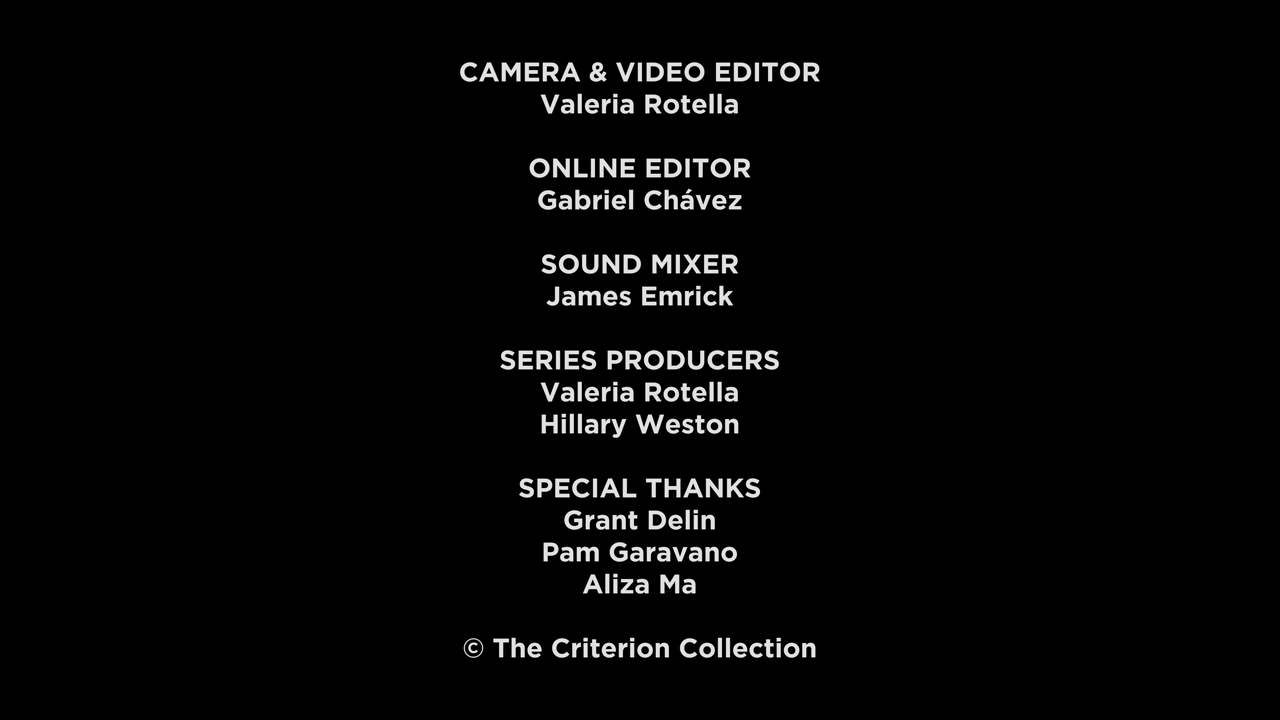 CAMERA & VIDEO EDITOR
Valeria Rotella
ONLINE EDITOR
Gabriel Chávez
SOUND MIXER
James Emrick
SERIES PRODUCERS
Valeria Rotella
Hillary Weston
SPECIAL THANKS
Grant Delin
Pam Garavano
Aliza Ma
© The Criterion Collection